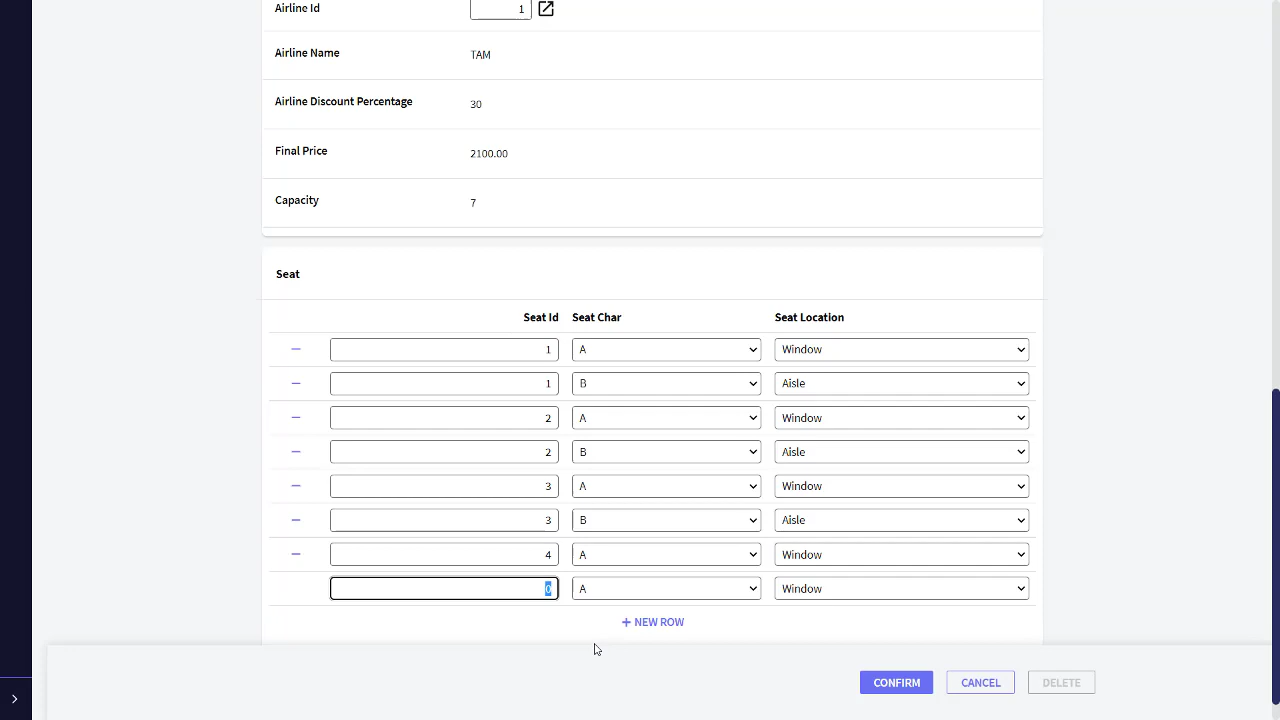 Airline Id 1
Airline Name TAM
Airline Discount Percentage 30
Final Price 2100.00
Capacity 7
Seat
Seat Id Seat Char Seat Location
1 A Window
1 B Aisle
2 A Window
2 B Aisle
3 A Window
3 B Aisle
4 A Window
0 A Window
+ NEW ROW
CONFIRM CANCEL DELETE